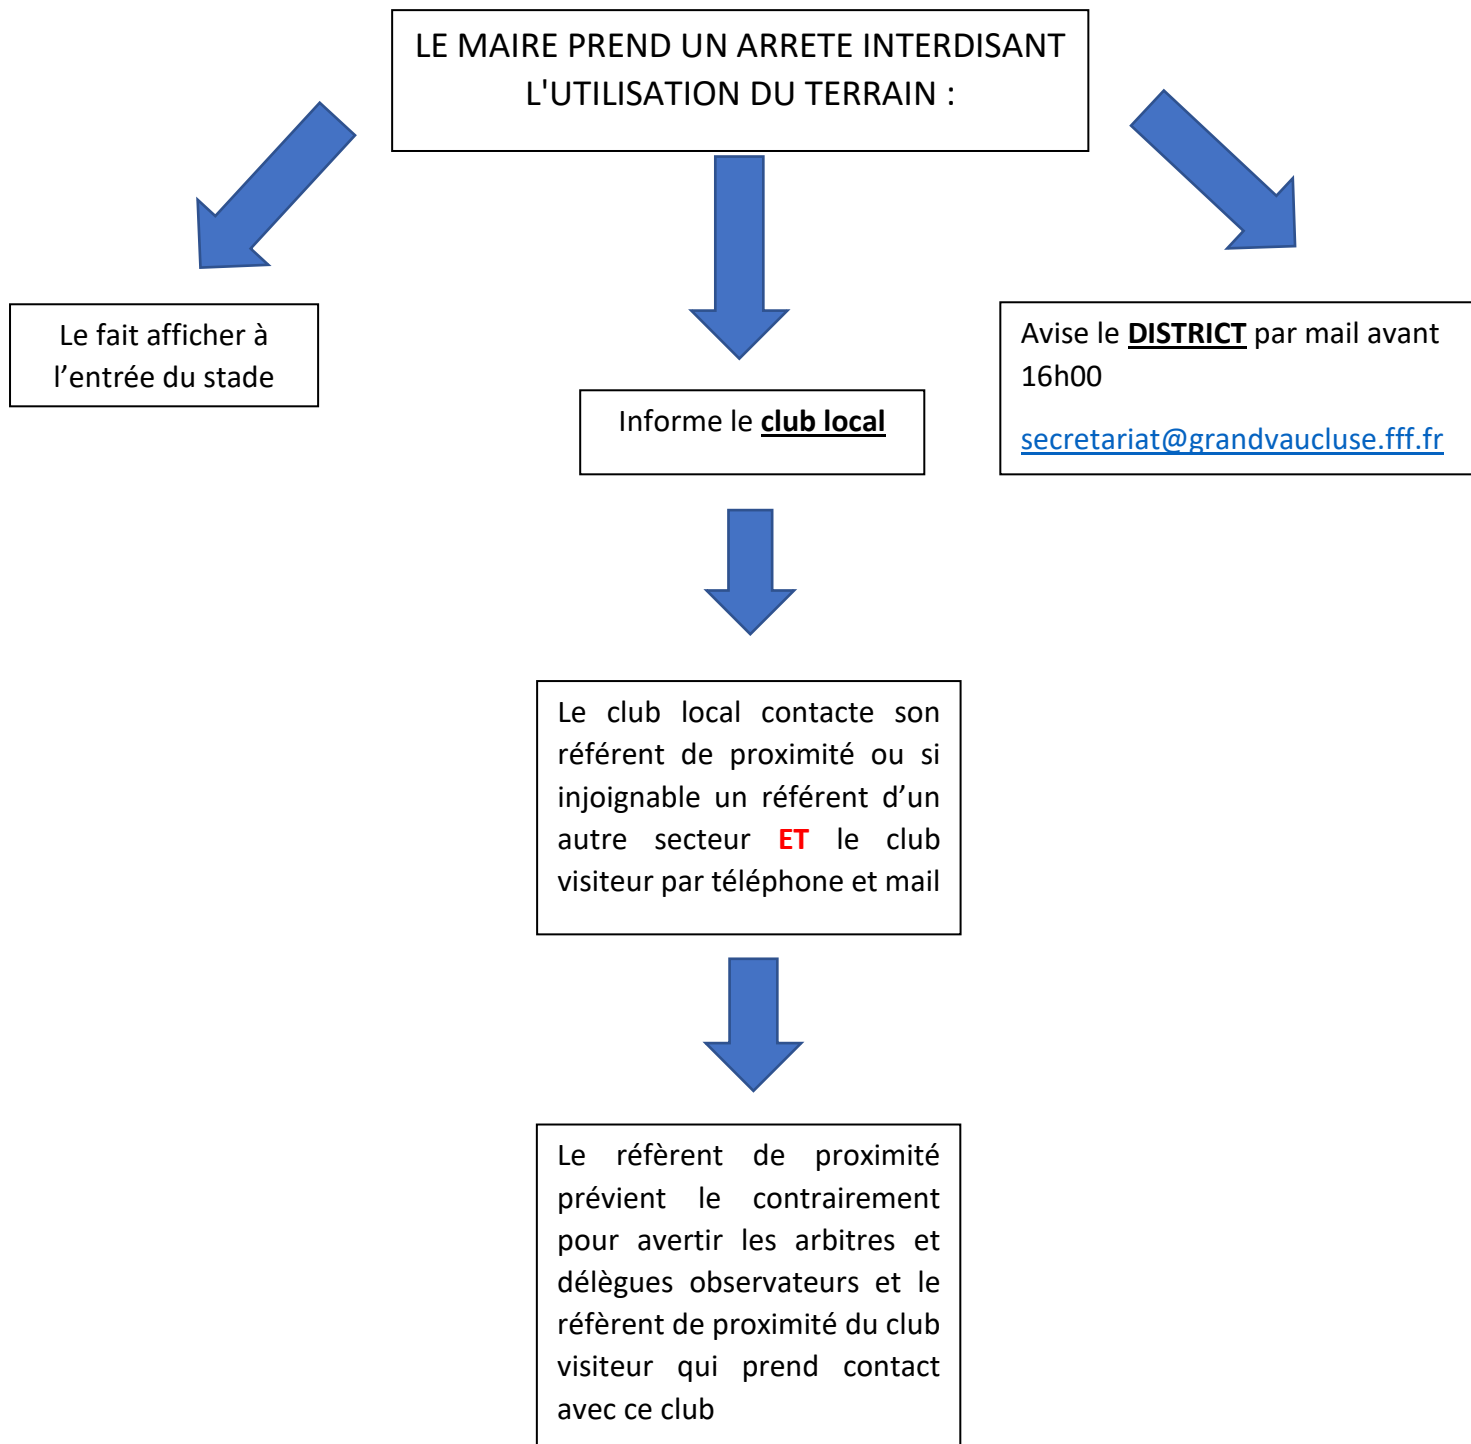 LE MAIRE PREND UN ARRETE INTERDISANT
L'UTILISATION DU TERRAIN :
Le fait afficher à
l’entrée du stade
Informe le club local
Avise le DISTRICT par mail avant
16h00
secretariat@grandvaucluse.fff.fr
Le club local contacte son
référent de proximité ou si
injoignable un référent d’un
autre secteur ET le club
visiteur par téléphone et mail
Le réfèrent de proximité
prévient le contrairement
pour avertir les arbitres et
délègues observateurs et le
réfèrent de proximité du club
visiteur qui prend contact
avec ce club